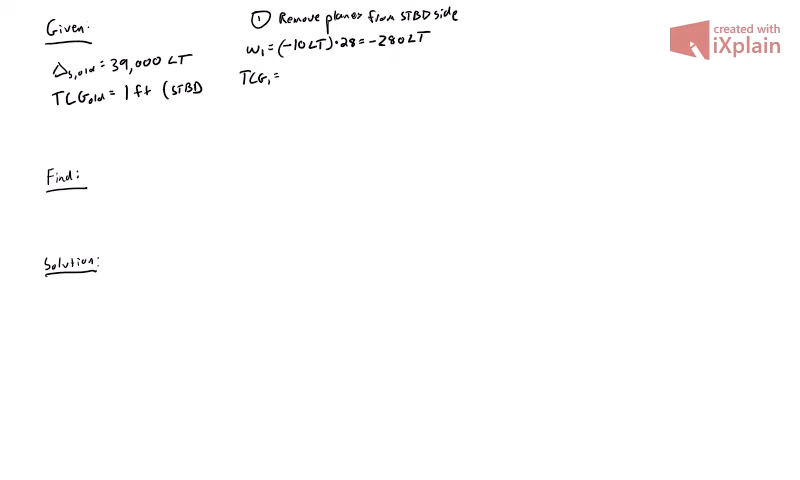 Given:
Δs,old = 39,000 LT
TCGold = 1 ft (STBD
① Remove planes from STBD side
w₁ = (-10 LT) · 28 = -280 LT
TCG₁ =
Find:
Solution:
created with
iXplain